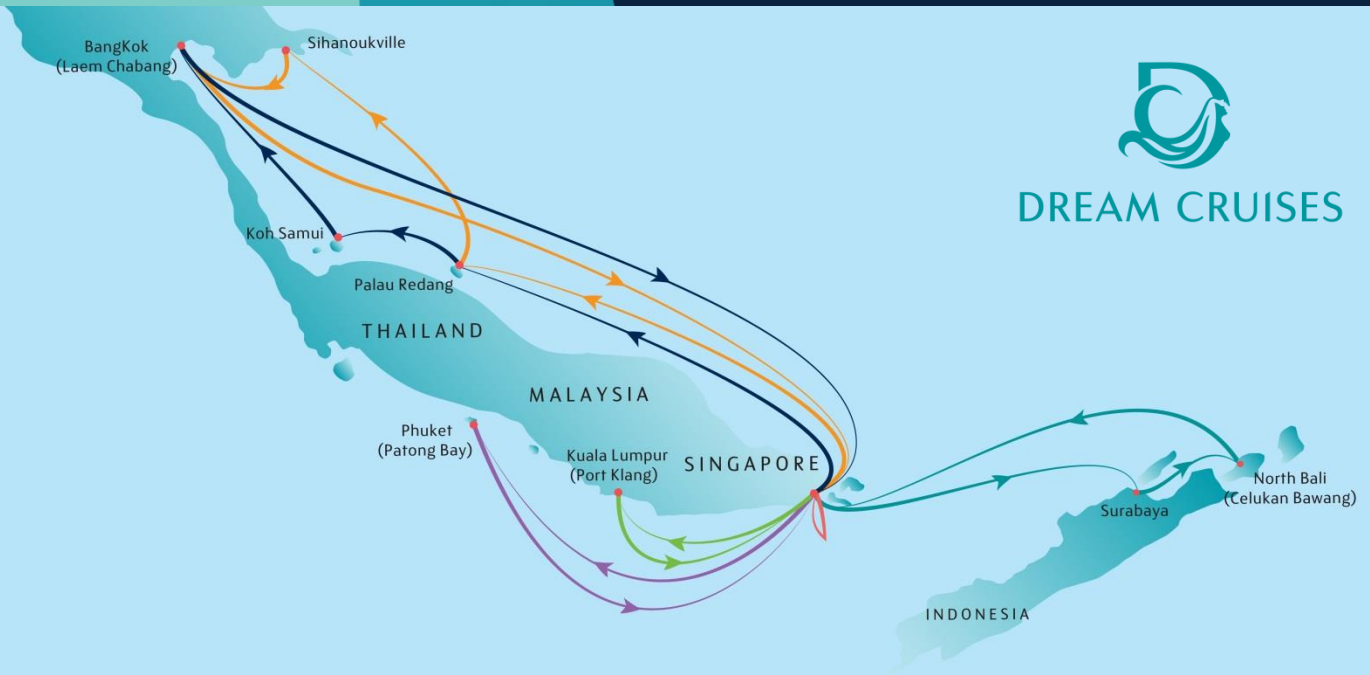 BangKok
(Laem Chabang)
Sihanoukville
DREAM CRUISES
Koh Samui
Palau Redang
THAILAND
MALAYSIA
Phuket
(Patong Bay)
Kuala Lumpur
(Port Klang)
SINGAPORE
North Bali
(Celukan Bawang)
Surabaya
INDONESIA